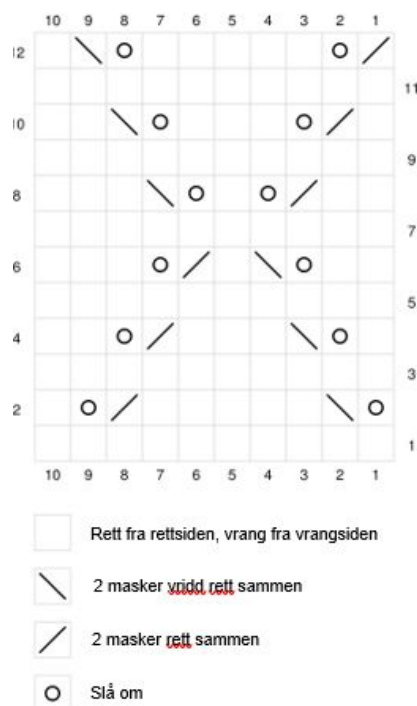 10 9 8 7 6 5 4 3 2 1
12
11
10
9
8
7
6
5
4
3
2
1
10 9 8 7 6 5 4 3 2 1
Rett fra rettsiden, vrang fra vrangsiden
2 masker vridd rett sammen
2 masker rett sammen
Slå om